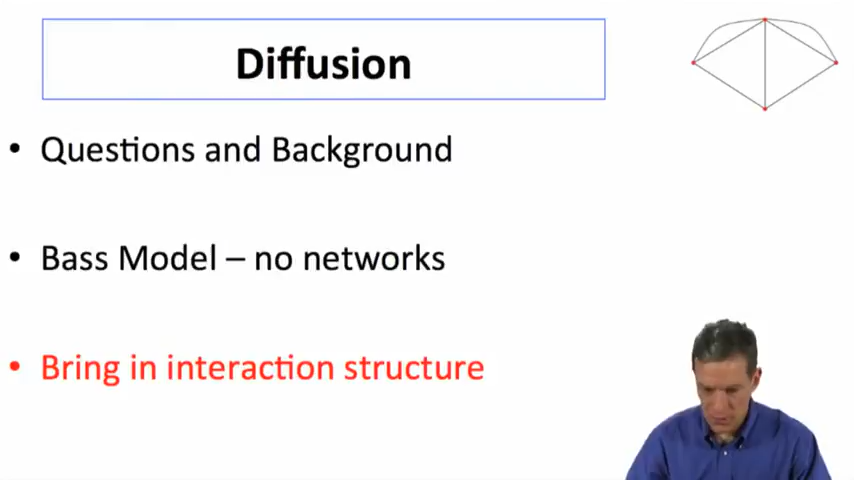 Diffusion
• Questions and Background
• Bass Model – no networks
• Bring in interaction structure